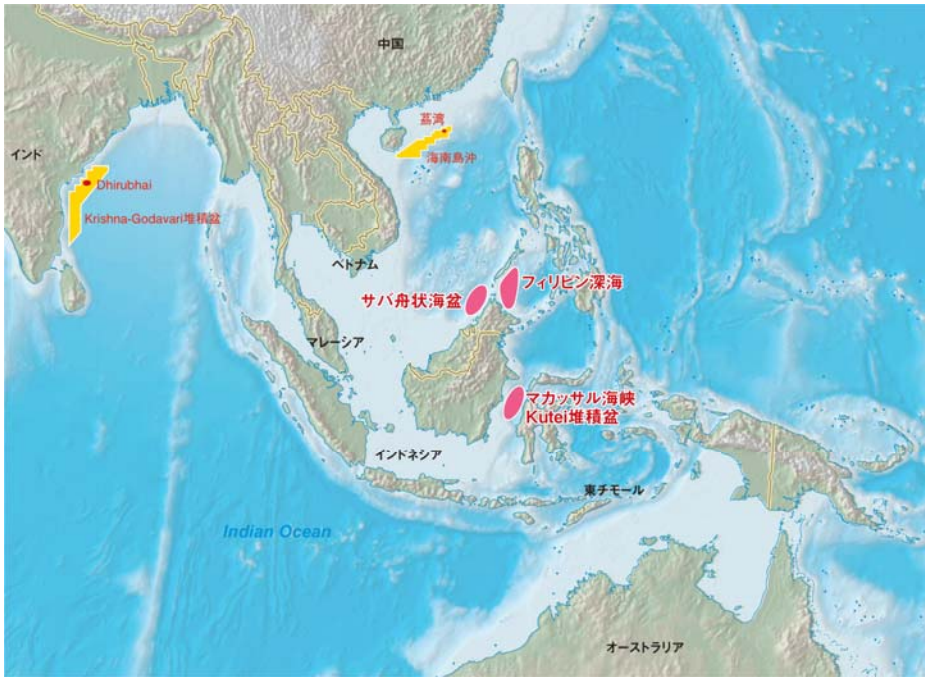 中国
荔湾
海南島沖
インド
Dhirubhai
Krishna-Godavari堆積盆
ベトナム
フィリピン深海
サバ舟状海盆
マレーシア
マカッサル海峡
Kutei堆積盆
インドネシア
東チモール
Indian Ocean
オーストラリア